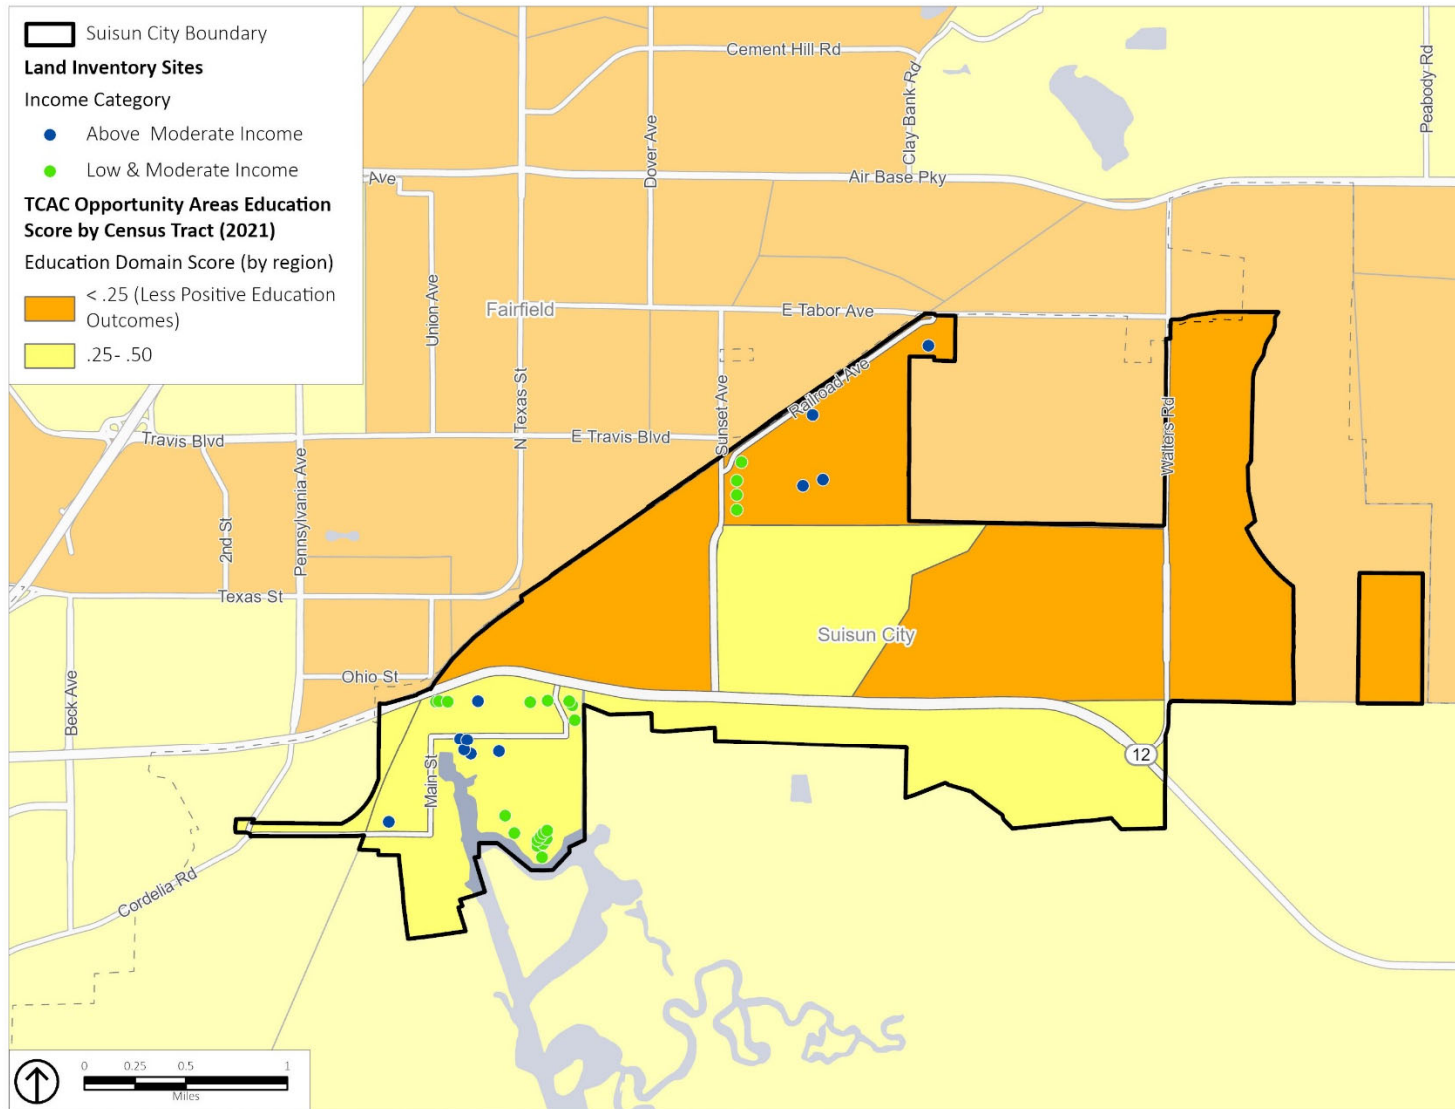 Suisun City Boundary
Land Inventory Sites
Income Category
Above  Moderate Income
Low & Moderate Income
TCAC Opportunity Areas Education
Score by Census Tract (2021)
Education Domain Score (by region)
< .25 (Less Positive Education
Outcomes)
.25- .50
Cement Hill Rd
Dover Ave
Clay Bank Rd
Peabody Rd
Ave
Air Base Pky
Union Ave
Fairfield
E Tabor Ave
N Texas St
Sunset Ave
Railroad Ave
Walters Rd
Travis Blvd
E Travis Blvd
Pennsylvania Ave
2nd St
Texas St
Suisun City
Beck Ave
Ohio St
Main St
12
Cordelia Rd
0 0.25 0.5 1
Miles